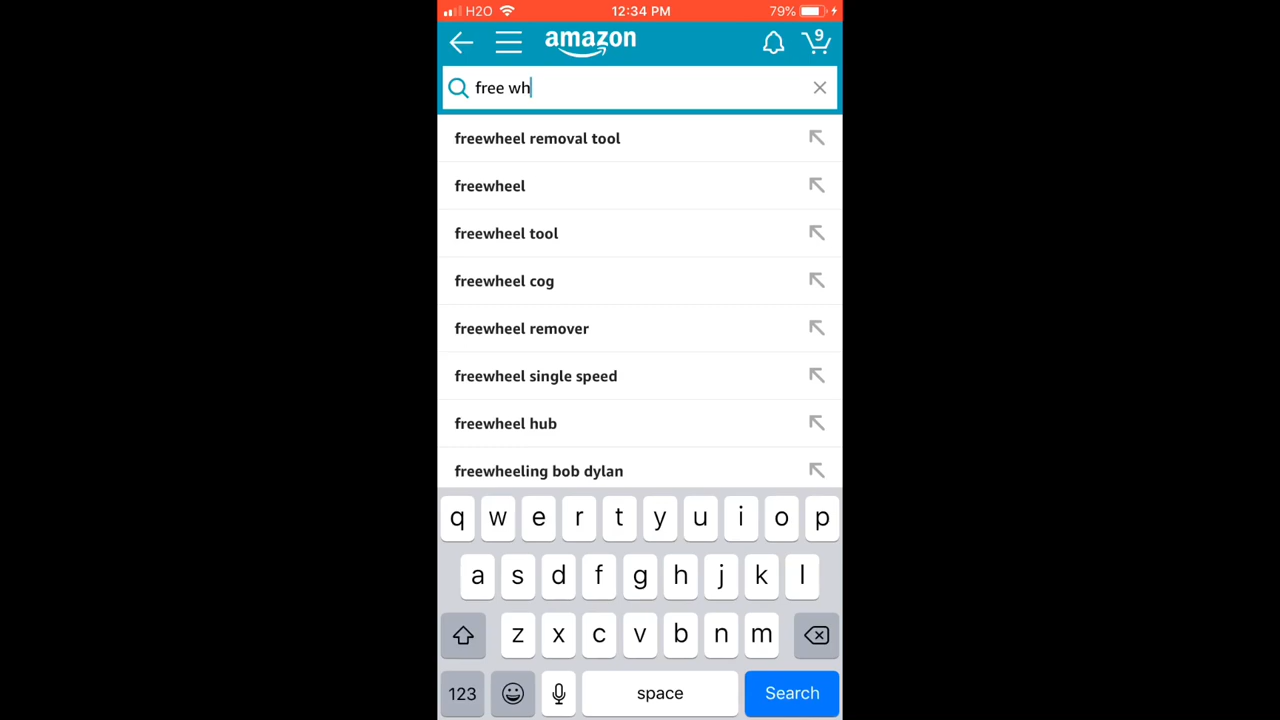 H2O 12:34 PM 79%
amazon 9
free wh
freewheel removal tool
freewheel
freewheel tool
freewheel cog
freewheel remover
freewheel single speed
freewheel hub
freewheeling bob dylan
q w e r t y u i o p
a s d f g h j k l
z x c v b n m
123 space Search